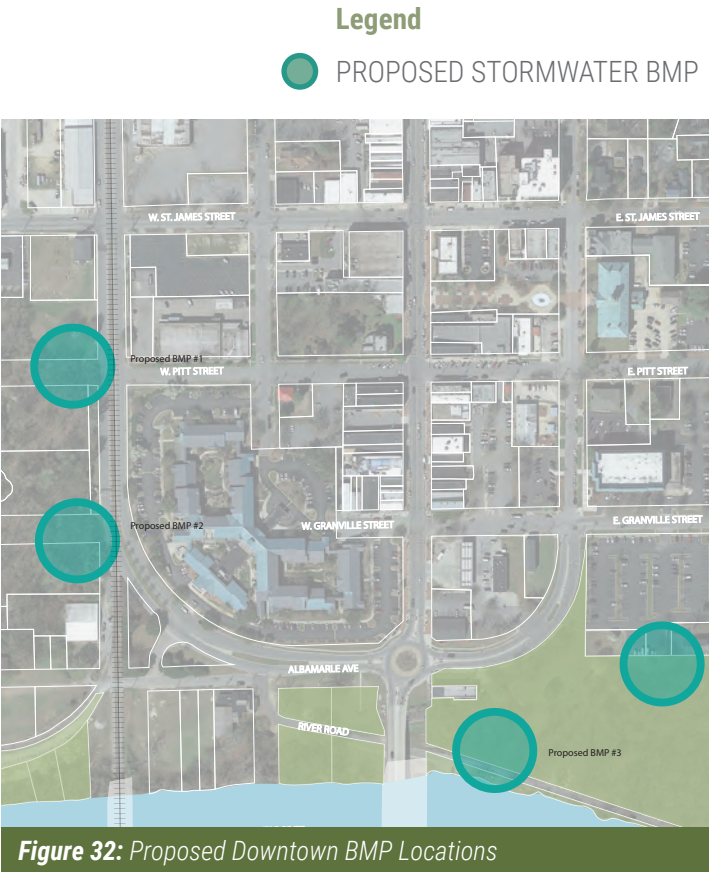 Legend
PROPOSED STORMWATER BMP
W. ST. JAMES STREET
E. ST. JAMES STREET
Proposed BMP #1
W. PITT STREET
E. PITT STREET
Proposed BMP #2
W. GRANVILLE STREET
E. GRANVILLE STREET
ALBAMARLE AVE
RIVER ROAD
Proposed BMP #3
Figure 32: Proposed Downtown BMP Locations